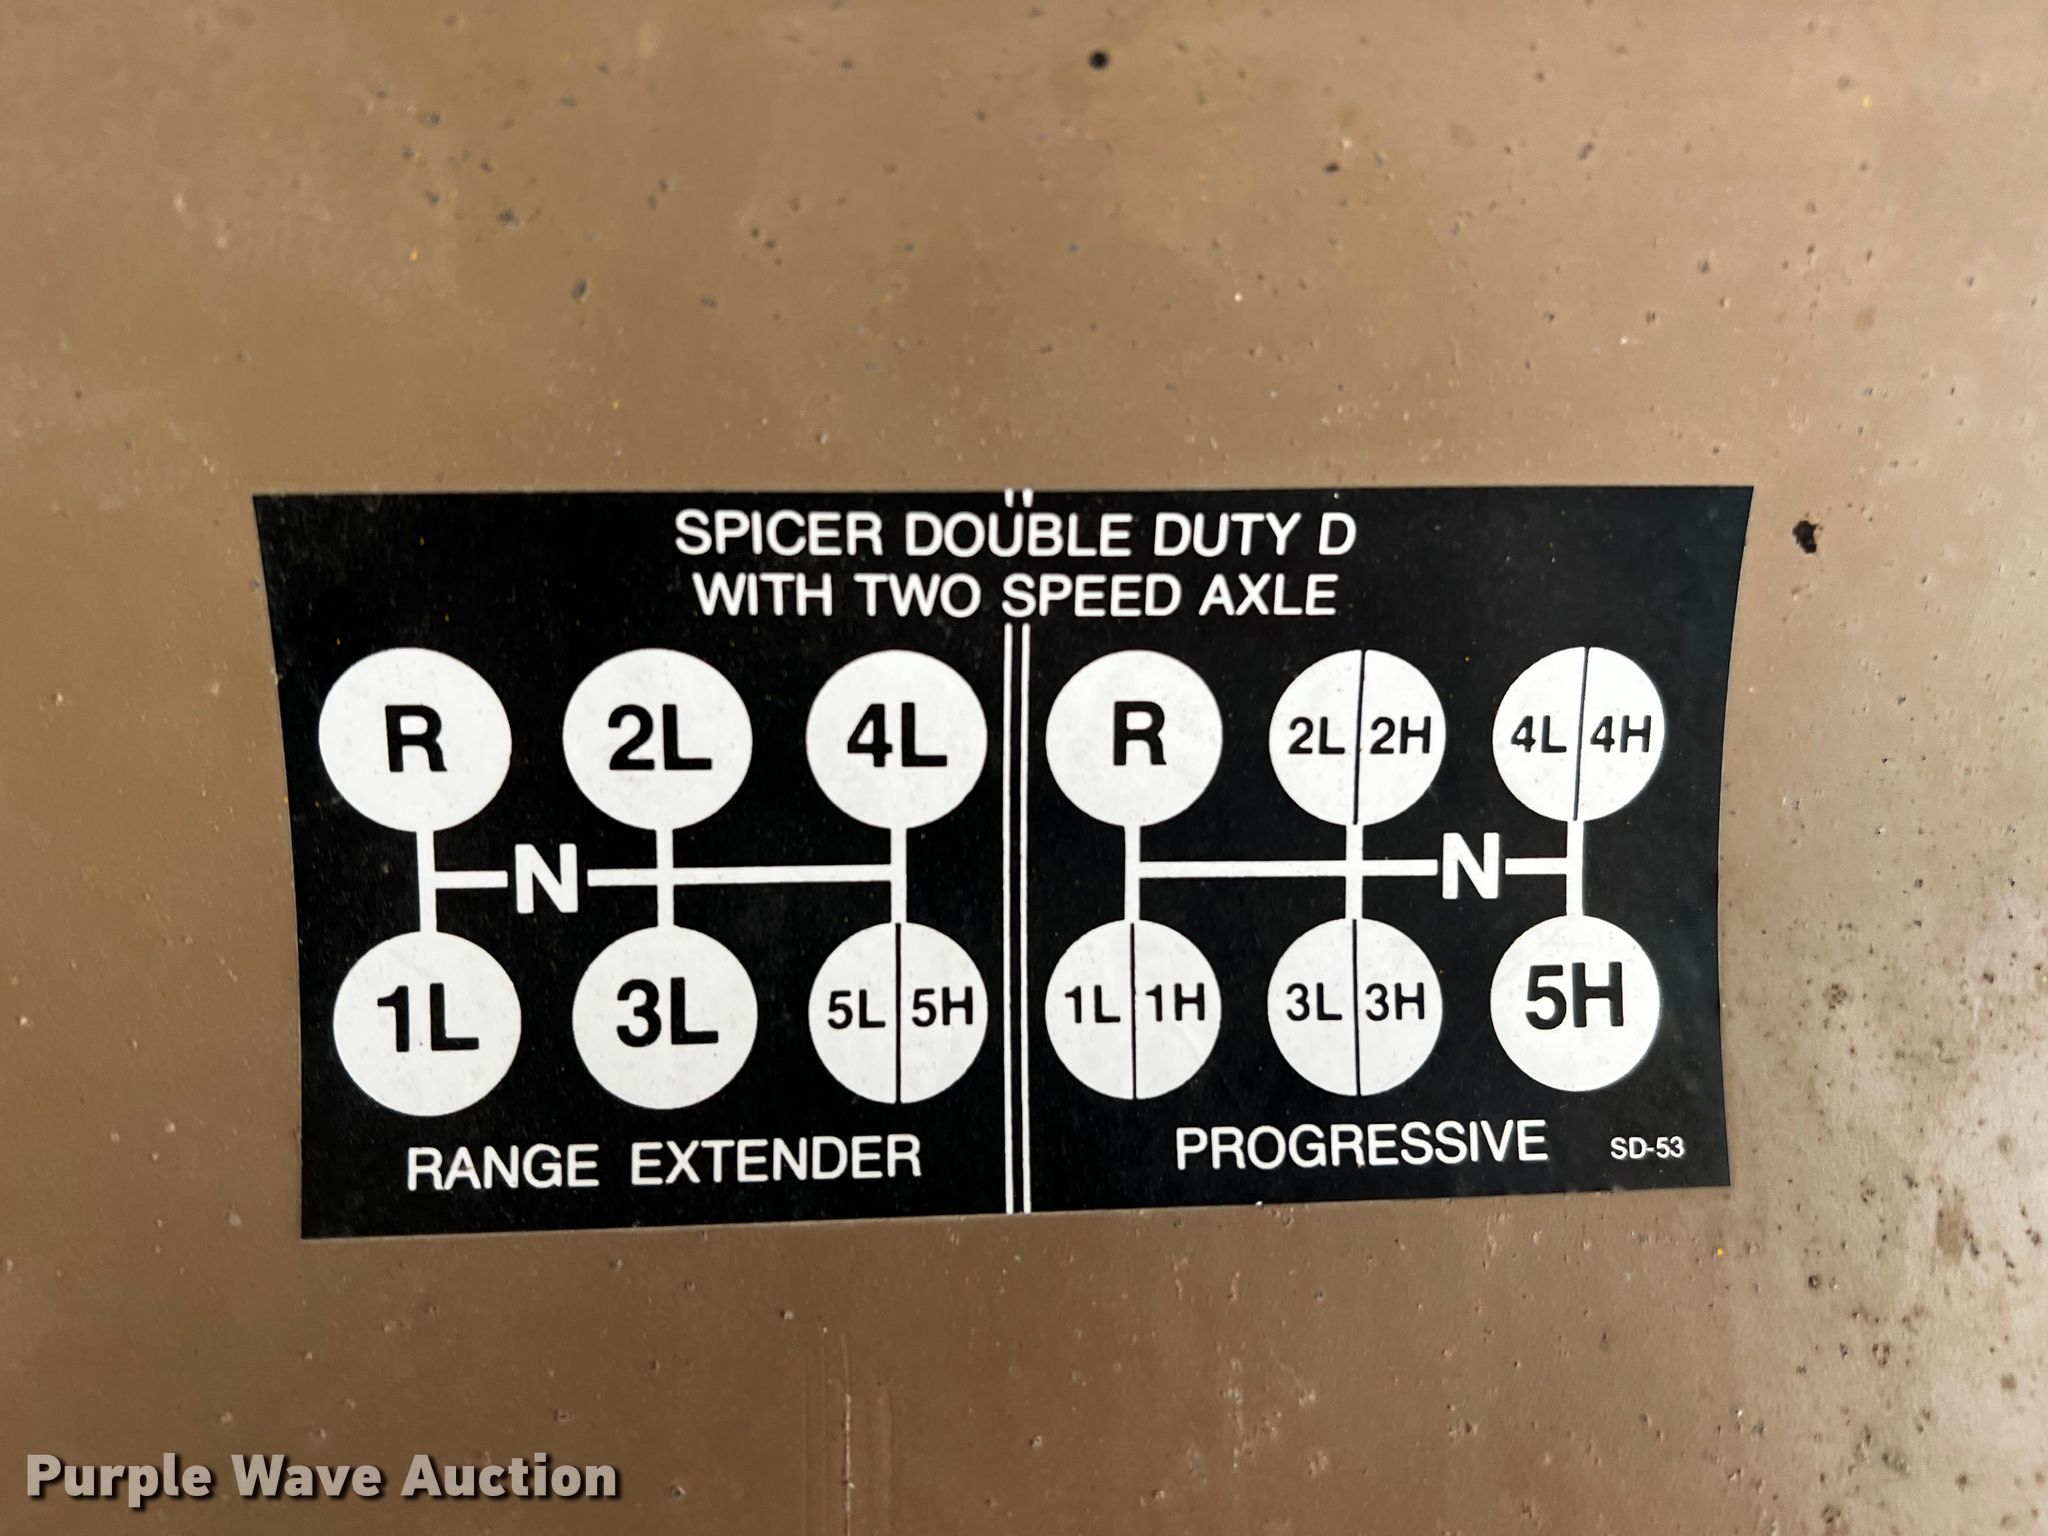 SPICER DOUBLE DUTY D
WITH TWO SPEED AXLE
R 2L 4L
N
1L 3L 5L 5H
RANGE EXTENDER
R 2L 2H 4L 4H
N
1L 1H 3L 3H 5H
PROGRESSIVE SD-53
Purple Wave Auction